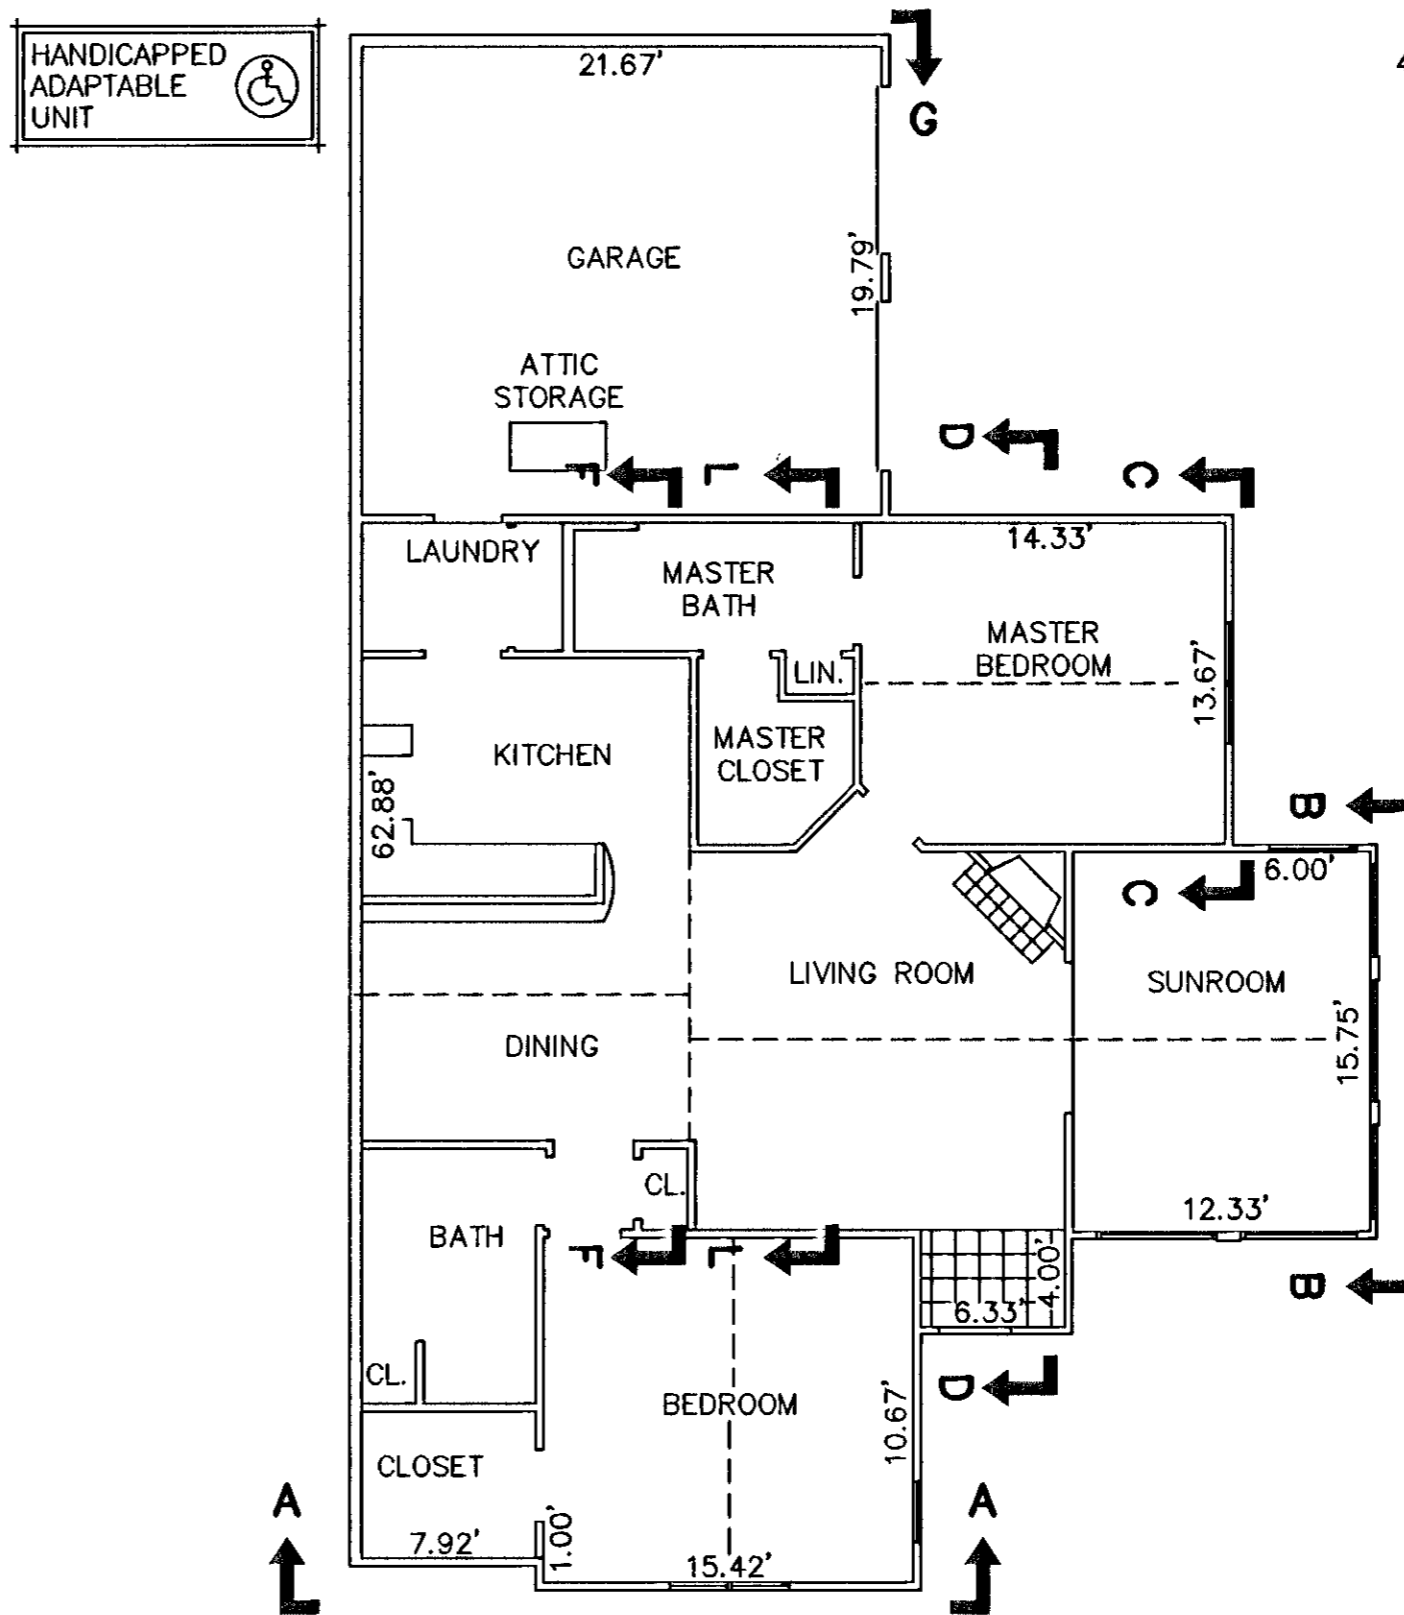 HANDICAPPED
ADAPTABLE
UNIT
21.67'
4
G
GARAGE
19.79'
ATTIC
STORAGE
D
C
F
L
LAUNDRY
MASTER
BATH
14.33'
MASTER
BEDROOM
LIN.
13.67'
KITCHEN
MASTER
CLOSET
62.88'
B
6.00'
C
LIVING ROOM
SUNROOM
DINING
15.75'
CL.
12.33'
BATH
F
L
4.00'
6.33'
B
CL.
D
BEDROOM
10.67'
CLOSET
A
A
7.92'
1.00'
15.42'